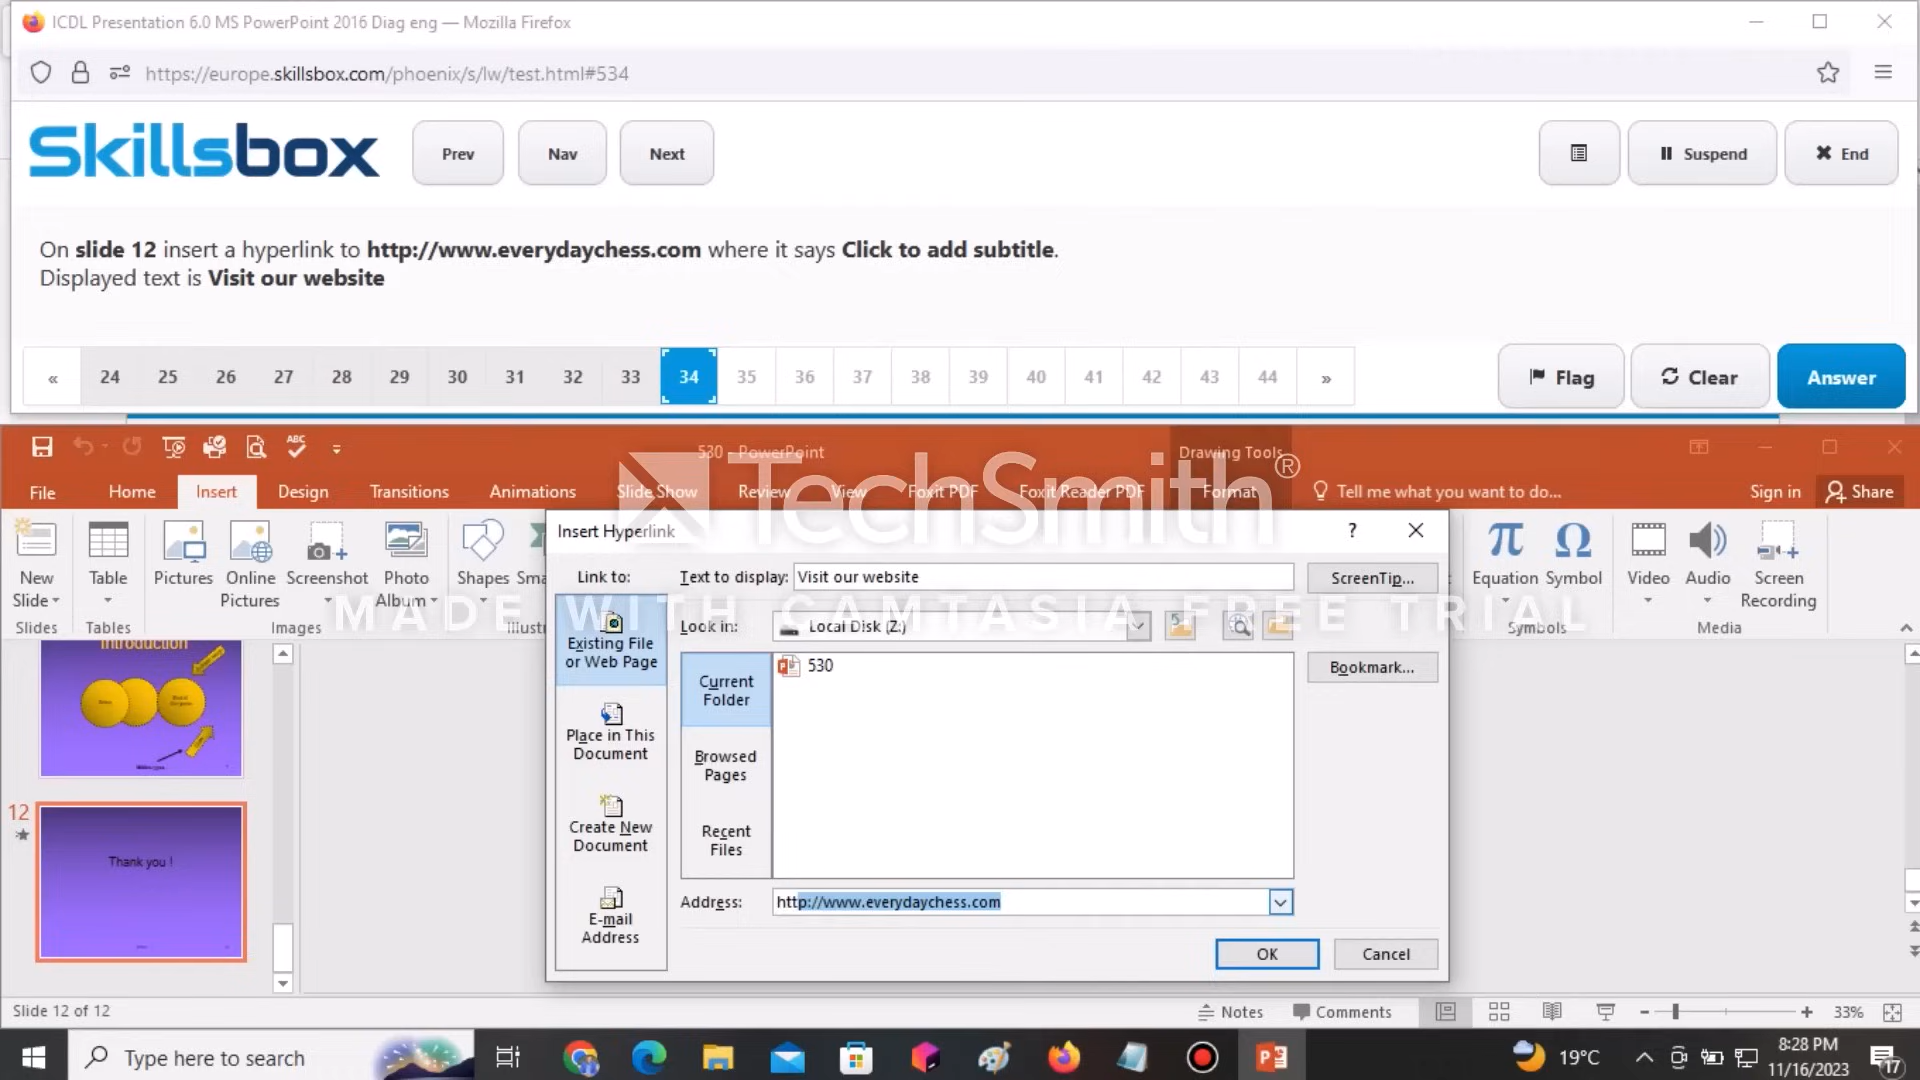 ICDL Presentation 6.0 MS PowerPoint 2016 Diag eng — Mozilla Firefox
https://europe.skillsbox.com/phoenix/s/lw/test.html#534
Skillsbox
Prev
Nav
Next
Suspend
End
On slide 12 insert a hyperlink to http://www.everydaychess.com where it says Click to add subtitle.
Displayed text is Visit our website
« 24 25 26 27 28 29 30 31 32 33 34 35 36 37 38 39 40 41 42 43 44 »
Flag
Clear
Answer
ABC
530 - PowerPoint
Drawing Tools
File Home Insert Design Transitions Animations Slide Show Review View Foxit PDF Foxit Reader PDF Format Tell me what you want to do... Sign in Share
TechSmith®
MADE WITH CAMTASIA FREE TRIAL
New Slide
Table
Pictures
Online Pictures
Screenshot
Photo Album
Shapes
Sma
Equation
Symbol
Video
Audio
Screen Recording
Slides
Tables
Images
Illustr
Symbols
Media
Insert Hyperlink
?
Link to:
Text to display: Visit our website
ScreenTip...
Existing File or Web Page
Look in: Local Disk (Z:)
Place in This Document
Create New Document
E-mail Address
Current Folder
Browsed Pages
Recent Files
530
Bookmark...
Address: http://www.everydaychess.com
OK
Cancel
Introduction
12
Thank you !
Slide 12 of 12
Notes
Comments
33%
Type here to search
19°C
8:28 PM
11/16/2023
17